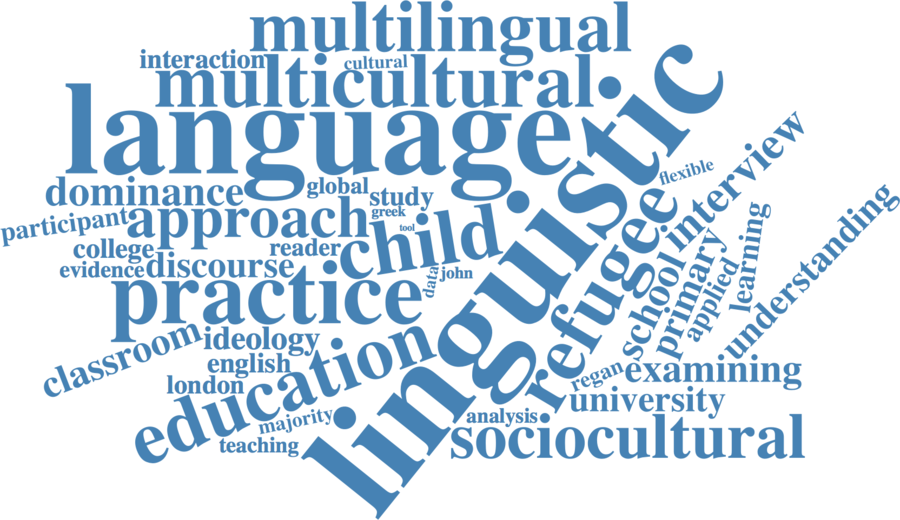 multilingual
interaction
cultural
multicultural
language
linguistic
dominance
global
study
flexible
interview
participant
approach
greek
tool
child
refugee
college
reader
evidence
discourse
data
john
school
primary
applied
learning
understanding
practice
classroom
ideology
english
london
education
majority
teaching
analysis
regan
examining
university
sociocultural